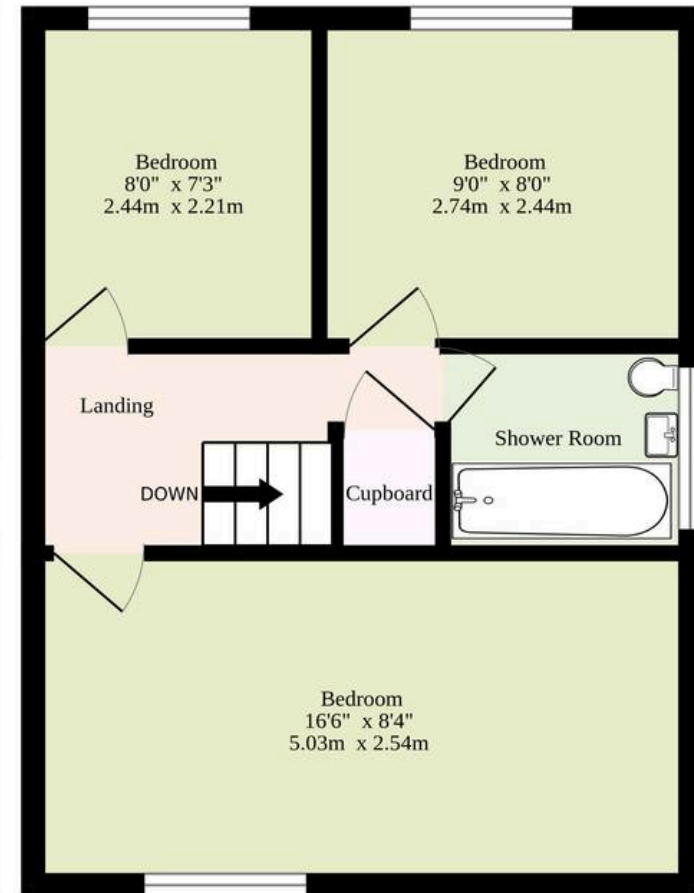 Bedroom
8'0" x 7'3"
2.44m x 2.21m
Bedroom
9'0" x 8'0"
2.74m x 2.44m
Landing
Shower Room
DOWN
Cupboard
Bedroom
16'6" x 8'4"
5.03m x 2.54m